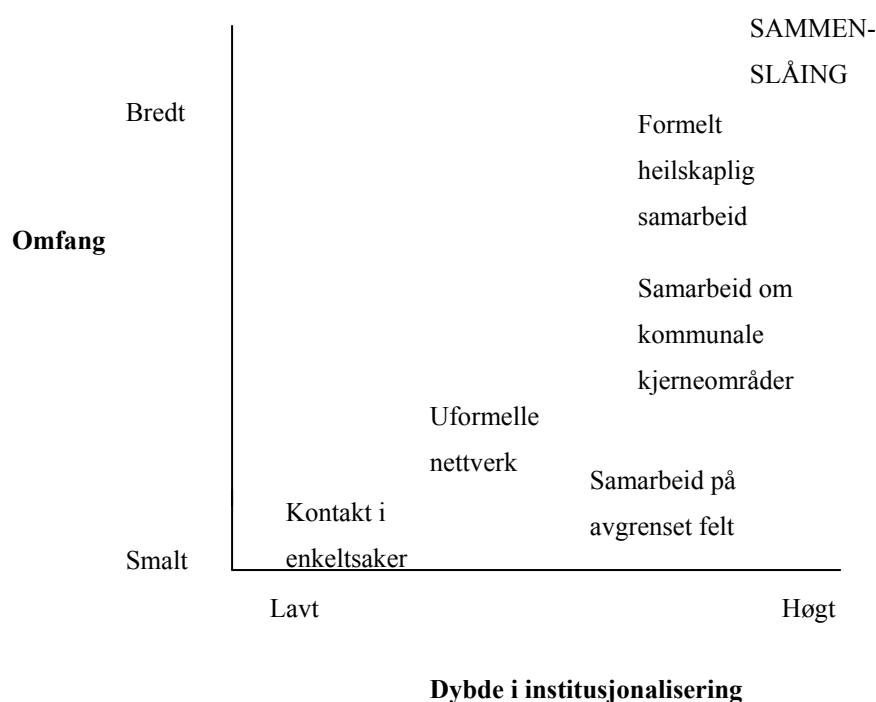 SAMMEN-
SLÅING
Bredt
Formelt
heilskaplig
samarbeid
Omfang
Samarbeid om
kommunale
kjerneområder
Uformelle
nettverk
Samarbeid på
avgrenset felt
Kontakt i
enkeltsaker
Smalt
Lavt
Høgt
Dybde i institusjonalisering